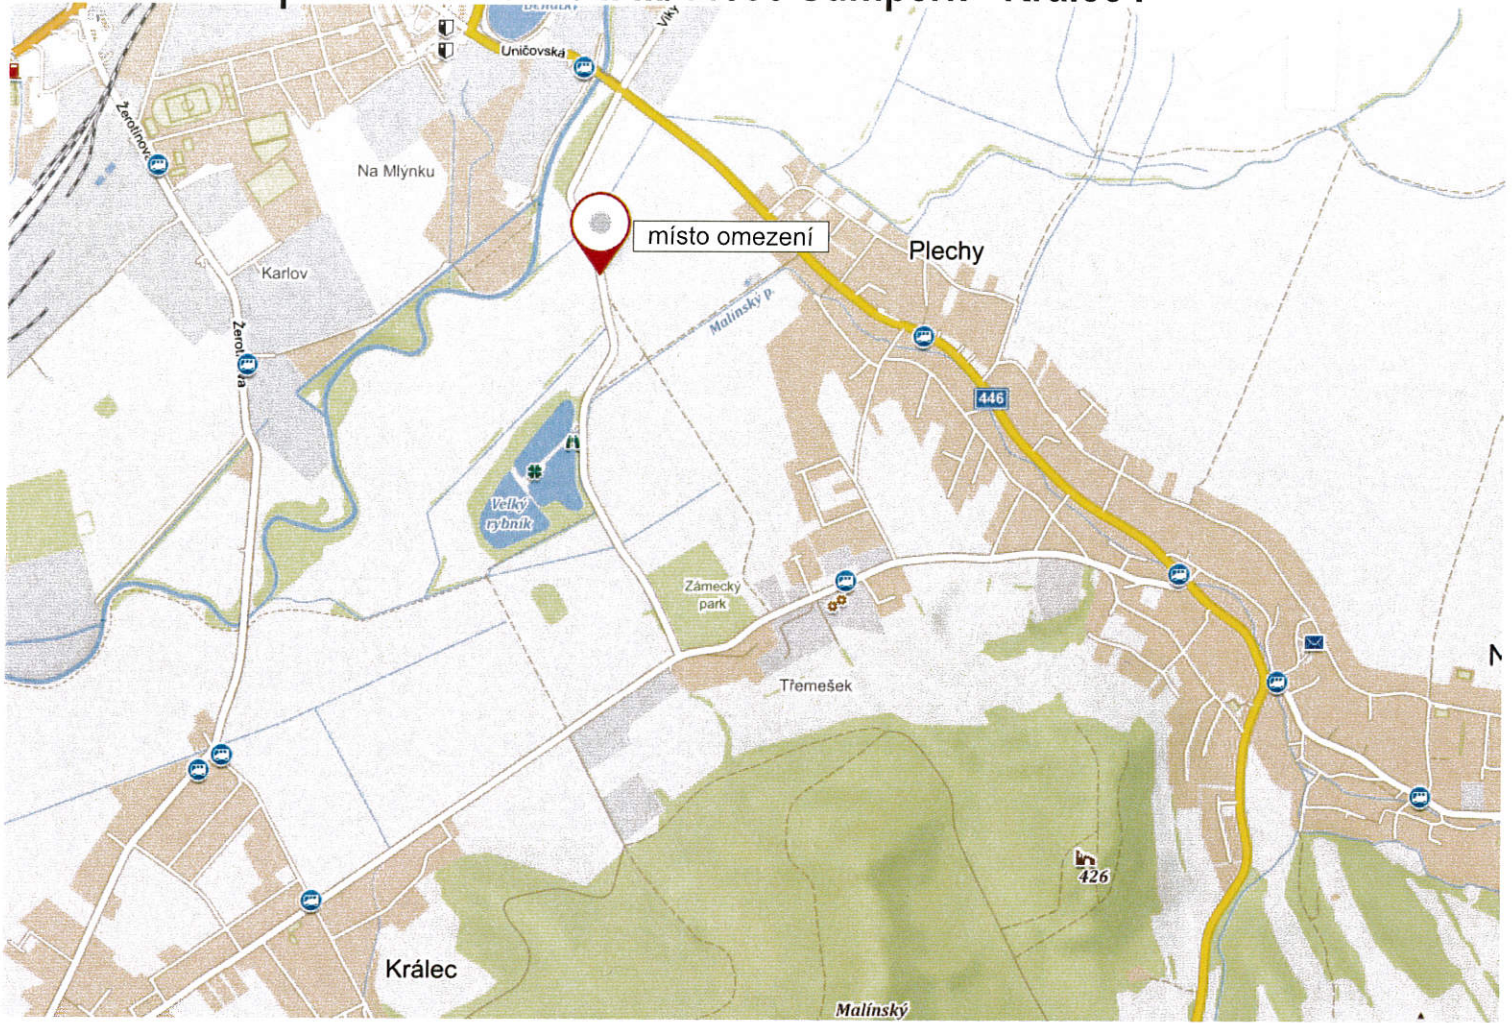 Uničovská
Víky
Žerotínova
Na Mlýnku
místo omezení
Plechy
Karlov
Malínský p.
446
Velký
rybník
Zámecký
park
Třemešek
426
Králec
Malínský